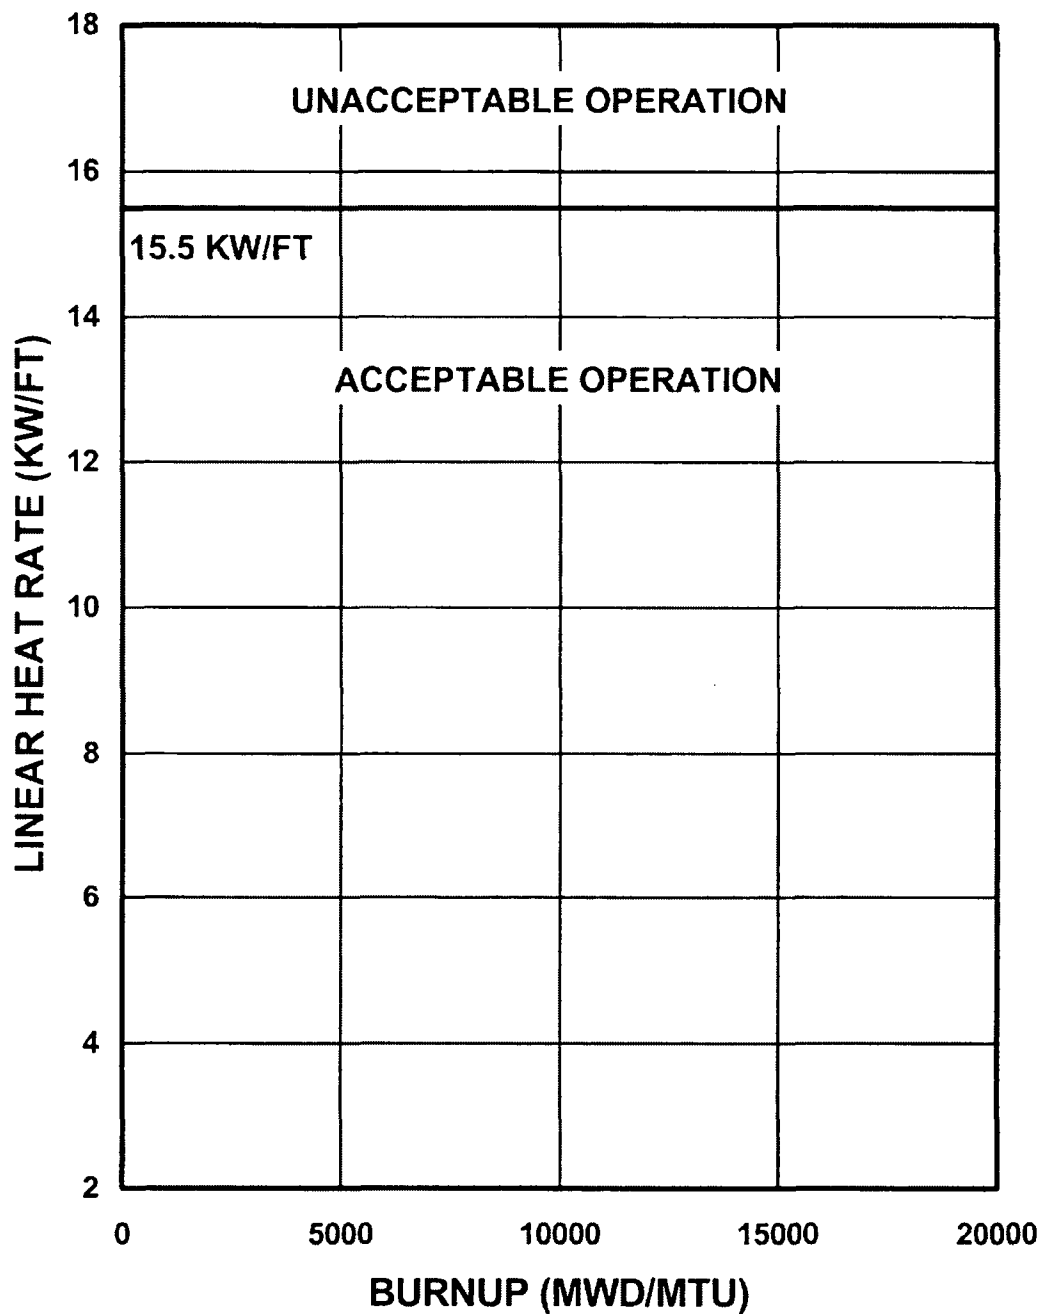 18
UNACCEPTABLE OPERATION
16
15.5 KW/FT
14
ACCEPTABLE OPERATION
12
10
8
6
4
2
LINEAR HEAT RATE (KW/FT)
0 5000 10000 15000 20000
BURNUP (MWD/MTU)